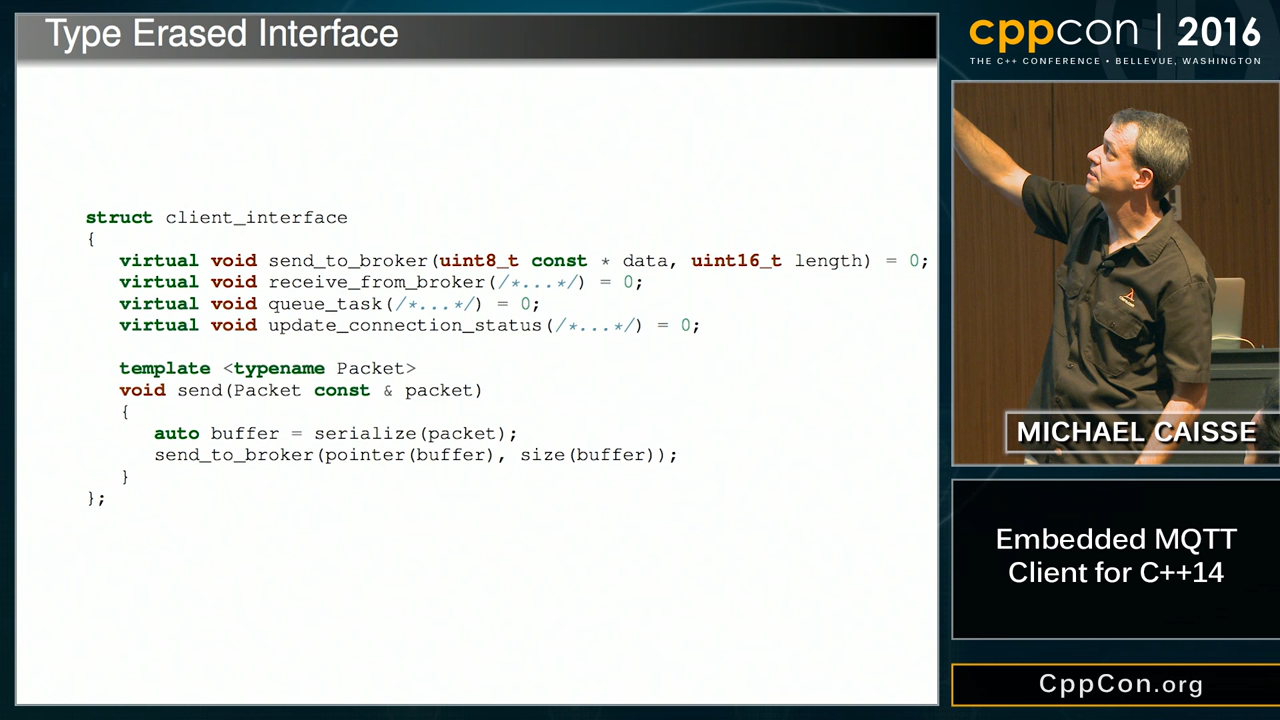 Type Erased Interface
struct client_interface
{
virtual void send_to_broker(uint8_t const * data, uint16_t length) = 0;
virtual void receive_from_broker(/*...*/) = 0;
virtual void queue_task(/*...*/) = 0;
virtual void update_connection_status(/*...*/) = 0;
template <typename Packet>
void send(Packet const & packet)
{
auto buffer = serialize(packet);
send_to_broker(pointer(buffer), size(buffer));
}
};
cppcon | 2016
THE C++ CONFERENCE • BELLEVUE, WASHINGTON
MICHAEL CAISSE
Embedded MQTT
Client for C++14
CppCon.org